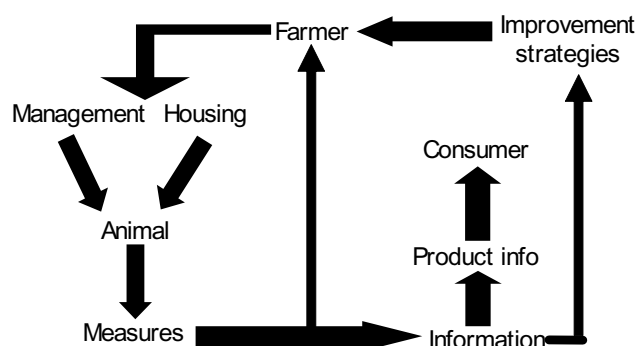 Farmer
Improvement
strategies
Management Housing
Consumer
Animal
Product info
Measures
Information